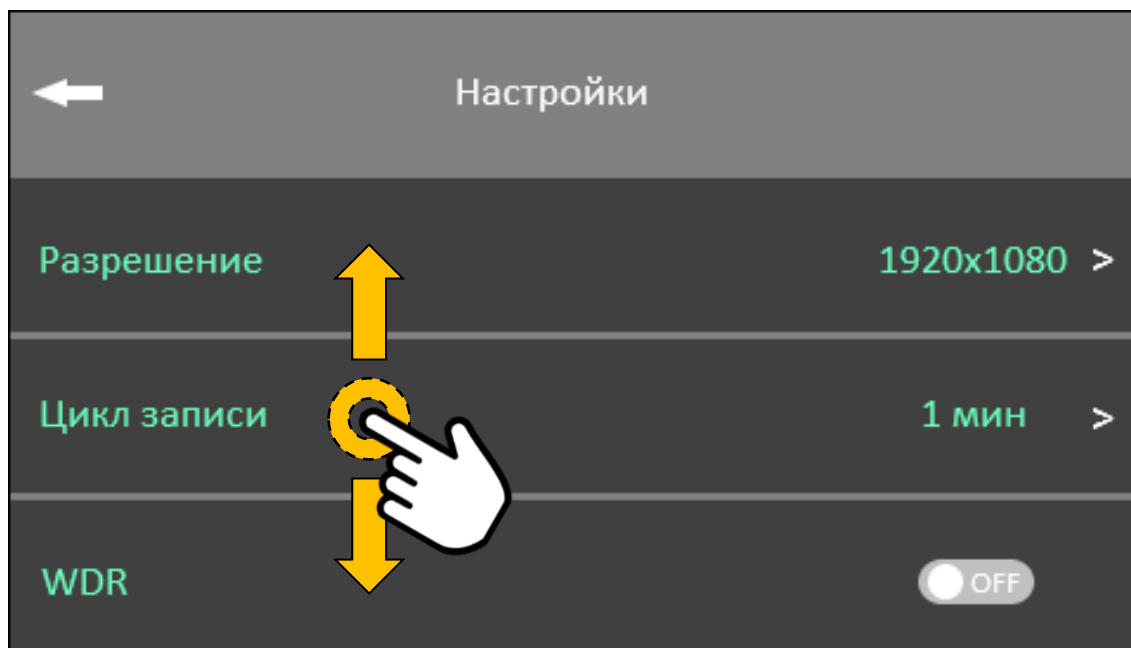 Настройки
Разрешение 1920x1080 >
Цикл записи 1 мин >
WDR OFF